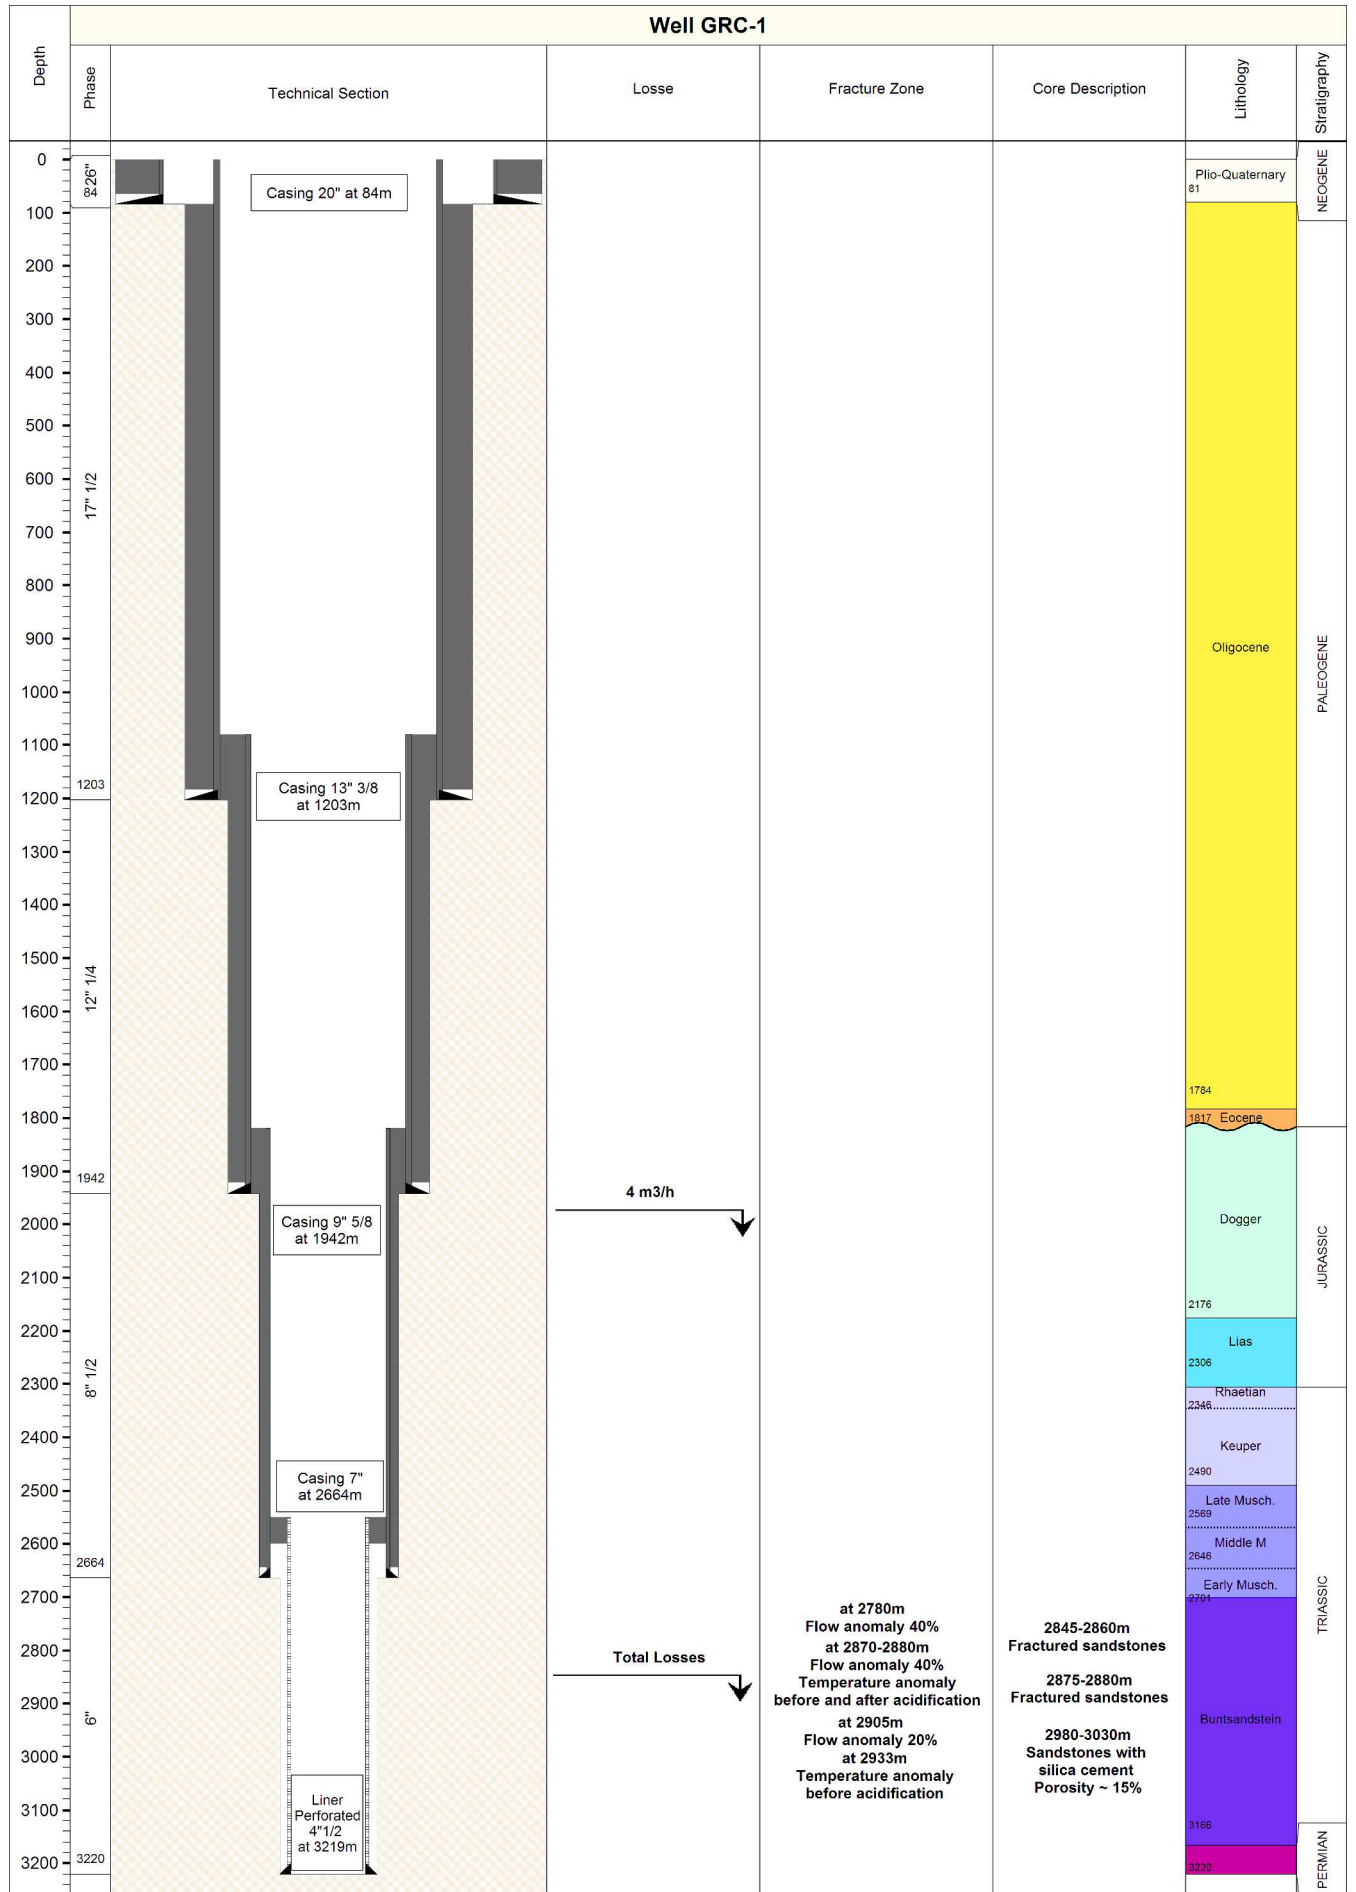 Well GRC-1
Depth
Phase
Technical Section
Losse
Fracture Zone
Core Description
Lithology
Stratigraphy
0
100
200
300
400
500
600
700
800
900
1000
1100
1200
1300
1400
1500
1600
1700
1800
1900
2000
2100
2200
2300
2400
2500
2600
2700
2800
2900
3000
3100
3200
26"
84
17" 1/2
1203
12" 1/4
1942
8" 1/2
2664
6"
3220
Casing 20" at 84m
Casing 13" 3/8
at 1203m
Casing 9" 5/8
at 1942m
Casing 7"
at 2664m
Liner
Perforated
4"1/2
at 3219m
4 m3/h
Total Losses
at 2780m
Flow anomaly 40%
at 2870-2880m
Flow anomaly 40%
Temperature anomaly
before and after acidification
at 2905m
Flow anomaly 20%
at 2933m
Temperature anomaly
before acidification
2845-2860m
Fractured sandstones
2875-2880m
Fractured sandstones
2980-3030m
Sandstones with
silica cement
Porosity ~ 15%
Plio-Quaternary
81
Oligocene
1784
1817 Eocene
Dogger
2176
Lias
2306
Rhaetian
2346
Keuper
2490
Late Musch.
2569
Middle M
2646
Early Musch.
2701
Buntsandstein
3166
3220
NEOGENE
PALEOGENE
JURASSIC
TRIASSIC
PERMIAN